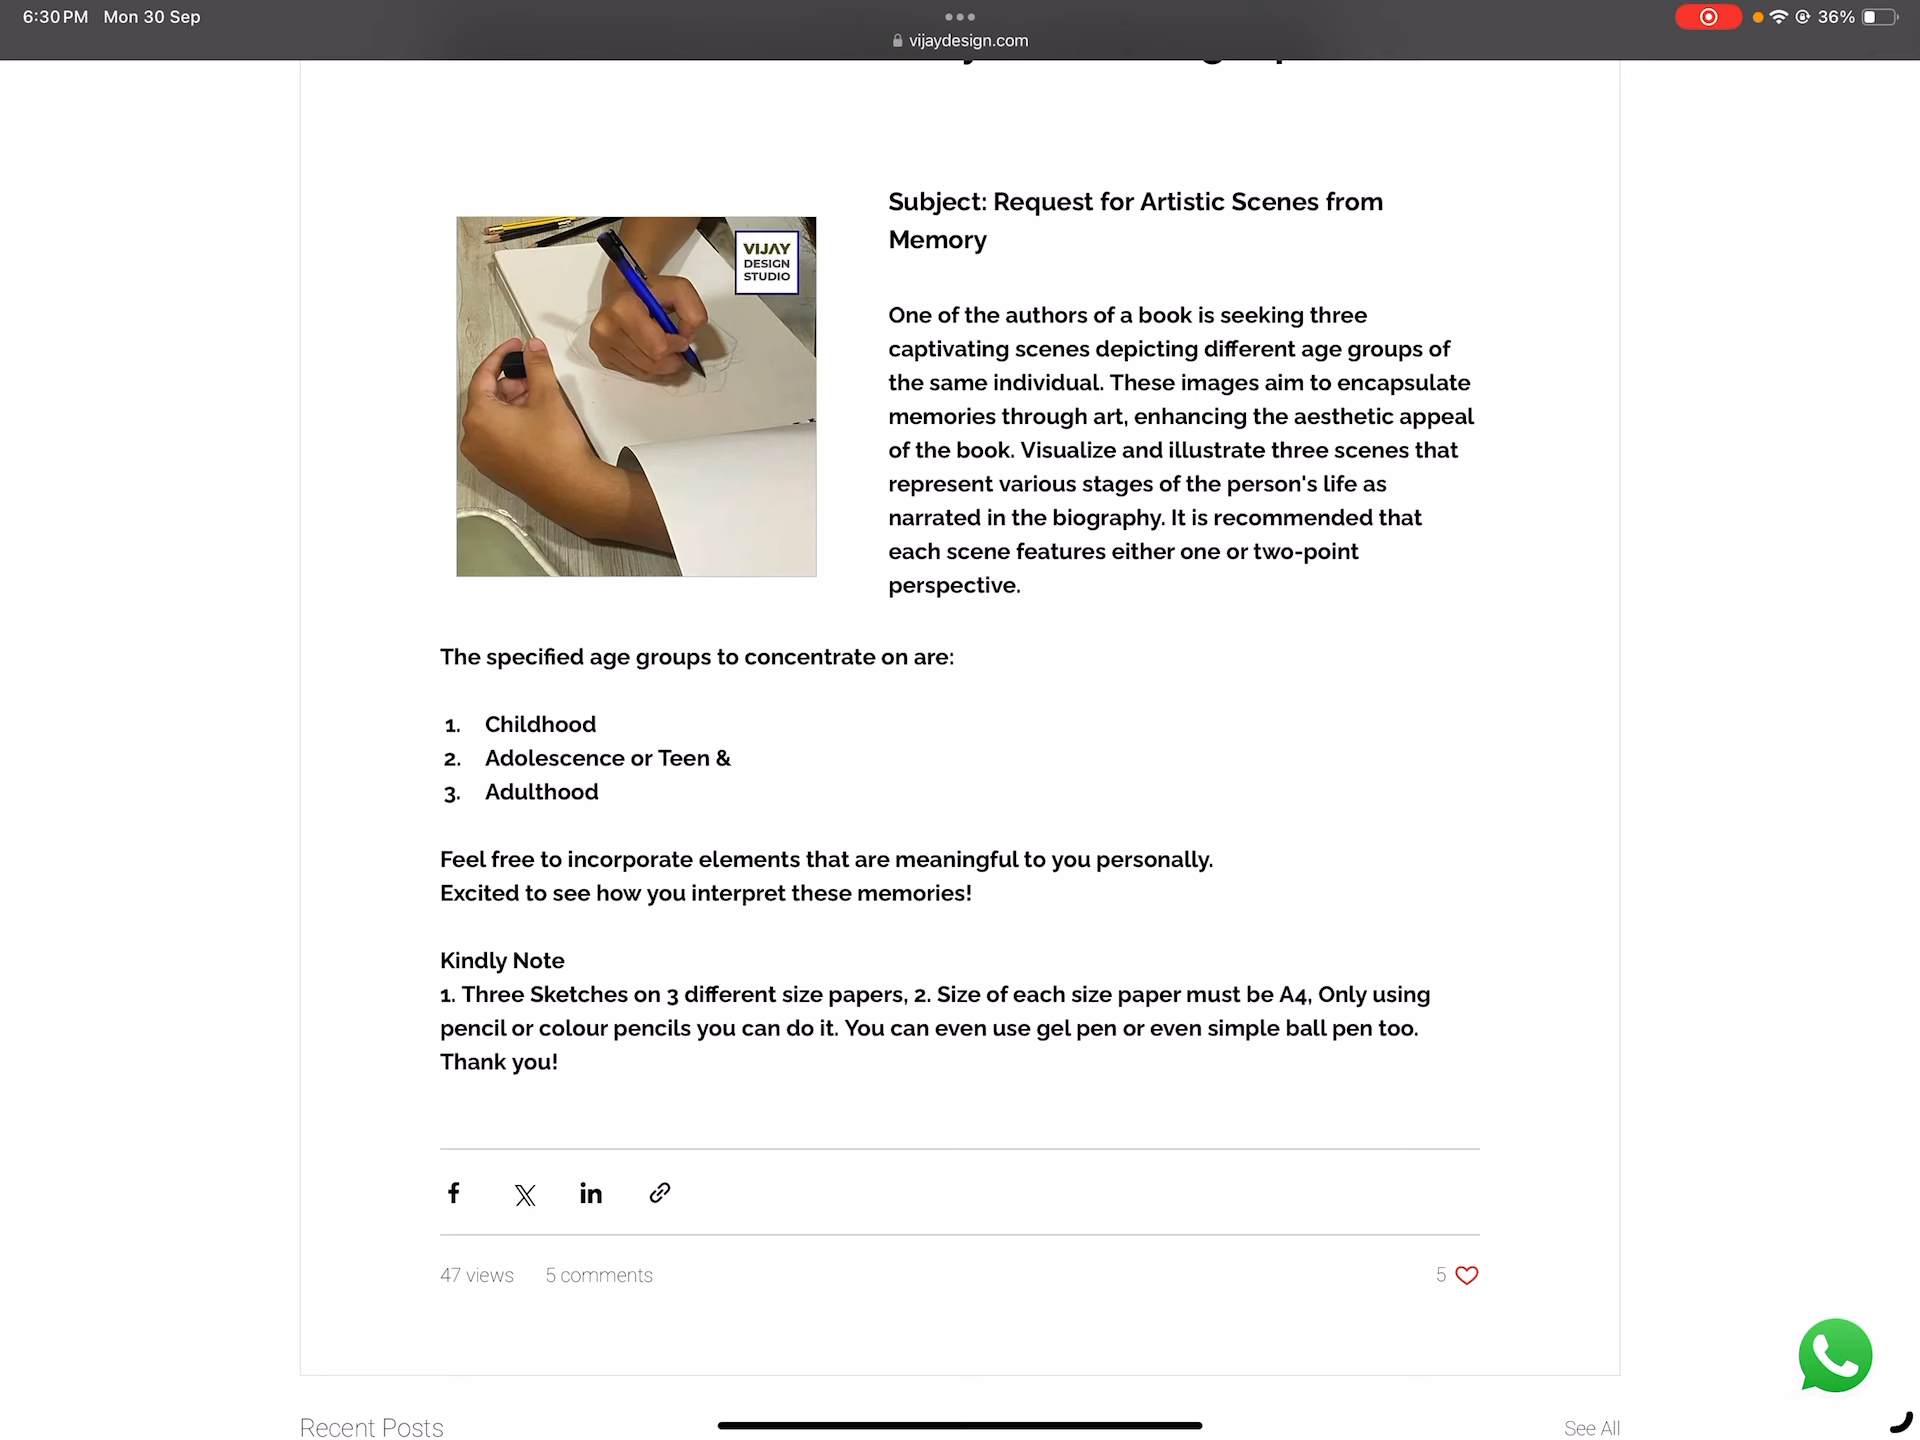 6:30 PM Mon 30 Sep
36%
vijaydesign.com
Subject: Request for Artistic Scenes from
Memory
VIJAY
DESIGN
STUDIO
One of the authors of a book is seeking three
captivating scenes depicting different age groups of
the same individual. These images aim to encapsulate
memories through art, enhancing the aesthetic appeal
of the book. Visualize and illustrate three scenes that
represent various stages of the person's life as
narrated in the biography. It is recommended that
each scene features either one or two-point
perspective.
The specified age groups to concentrate on are:
1. Childhood
2. Adolescence or Teen &
3. Adulthood
Feel free to incorporate elements that are meaningful to you personally.
Excited to see how you interpret these memories!
Kindly Note
1. Three Sketches on 3 different size papers, 2. Size of each size paper must be A4, Only using
pencil or colour pencils you can do it. You can even use gel pen or even simple ball pen too.
Thank you!
47 views 5 comments
5
Recent Posts
See All